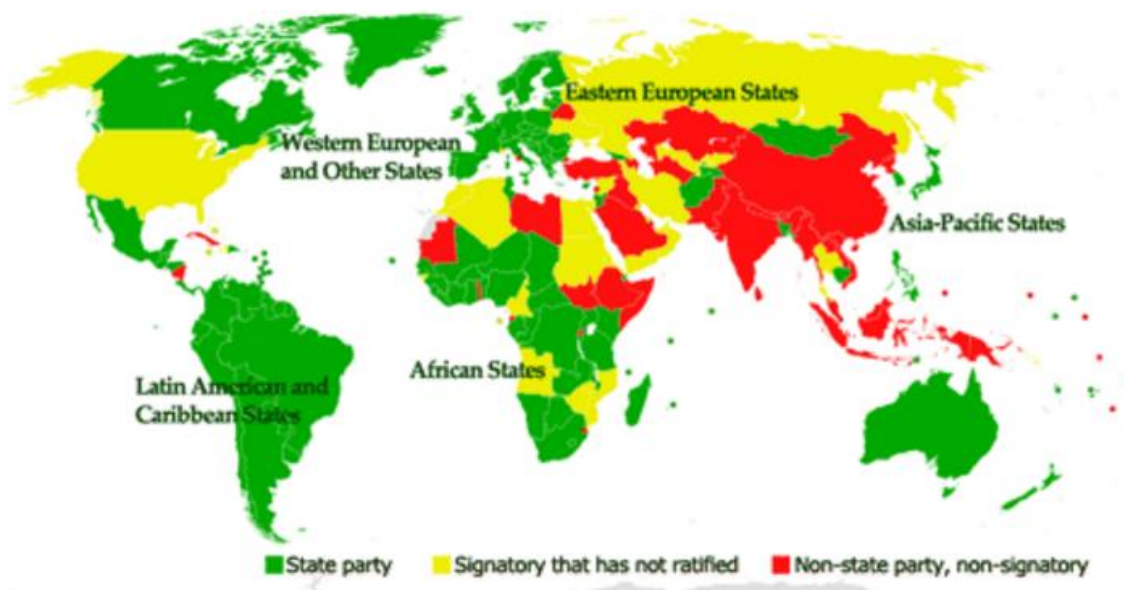 Eastern European States
Western European
and Other States
Asia-Pacific States
African States
Latin American and
Caribbean States
State party
Signatory that has not ratified
Non-state party, non-signatory